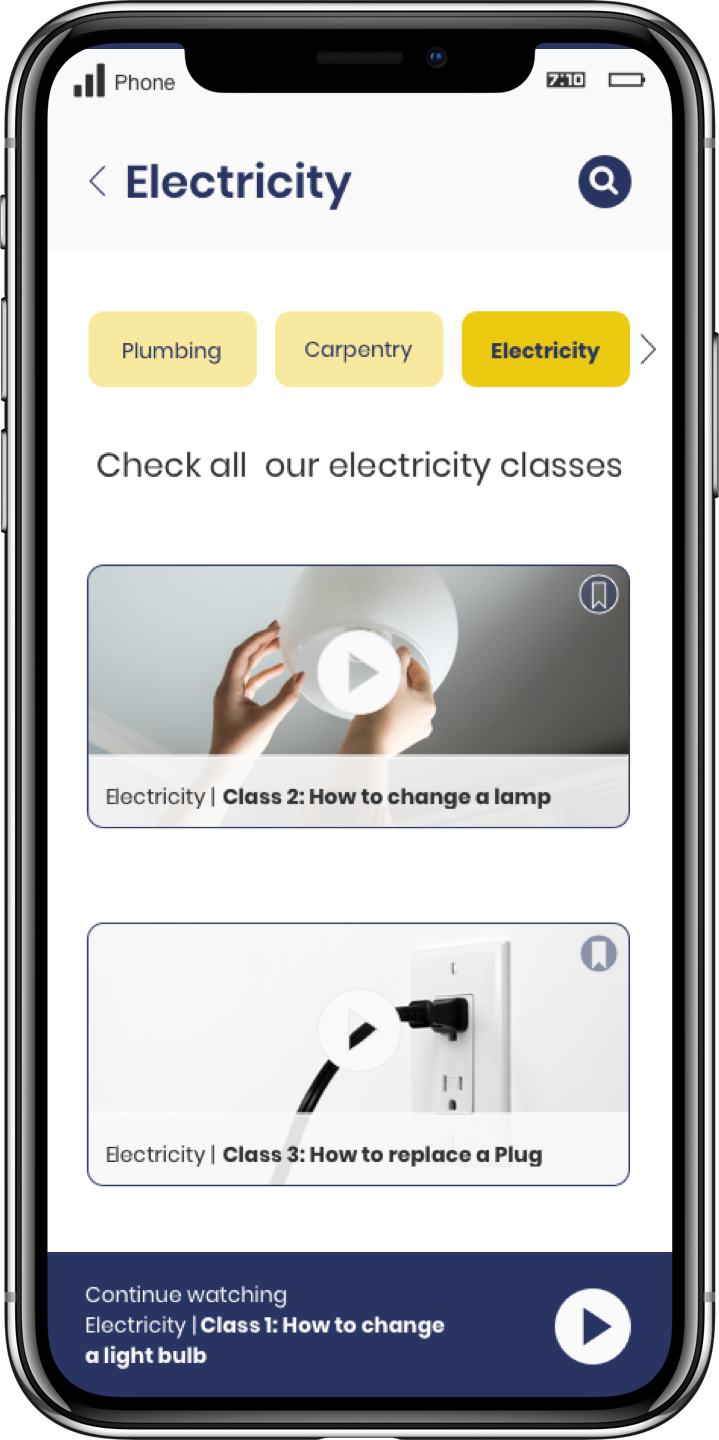 Phone 7:10
Electricity
Plumbing Carpentry Electricity
Check all our electricity classes
Electricity | Class 2: How to change a lamp
Electricity | Class 3: How to replace a Plug
Continue watching
Electricity | Class 1: How to change
a light bulb